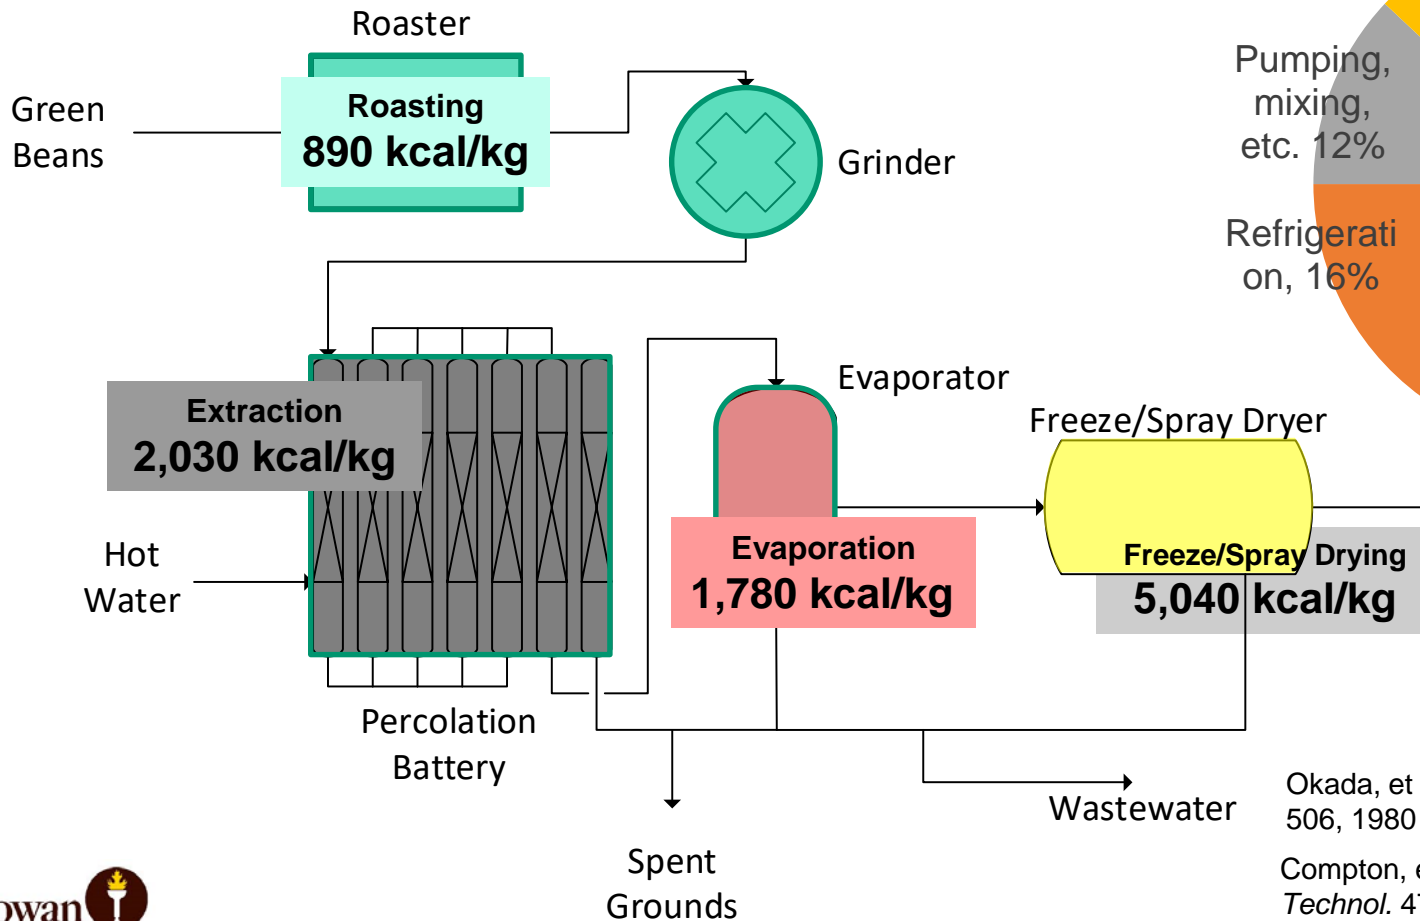 Roaster
Green
Beans
Roasting
890 kcal/kg
Grinder
Pumping,
mixing,
etc. 12%
Refrigerati
on, 16%
Extraction
2,030 kcal/kg
Hot
Water
Percolation
Battery
Evaporator
Evaporation
1,780 kcal/kg
Freeze/Spray Dryer
Freeze/Spray Drying
5,040 kcal/kg
Spent
Grounds
Wastewater
Okada, et
506, 1980
Compton, e
Technol. 4
owan